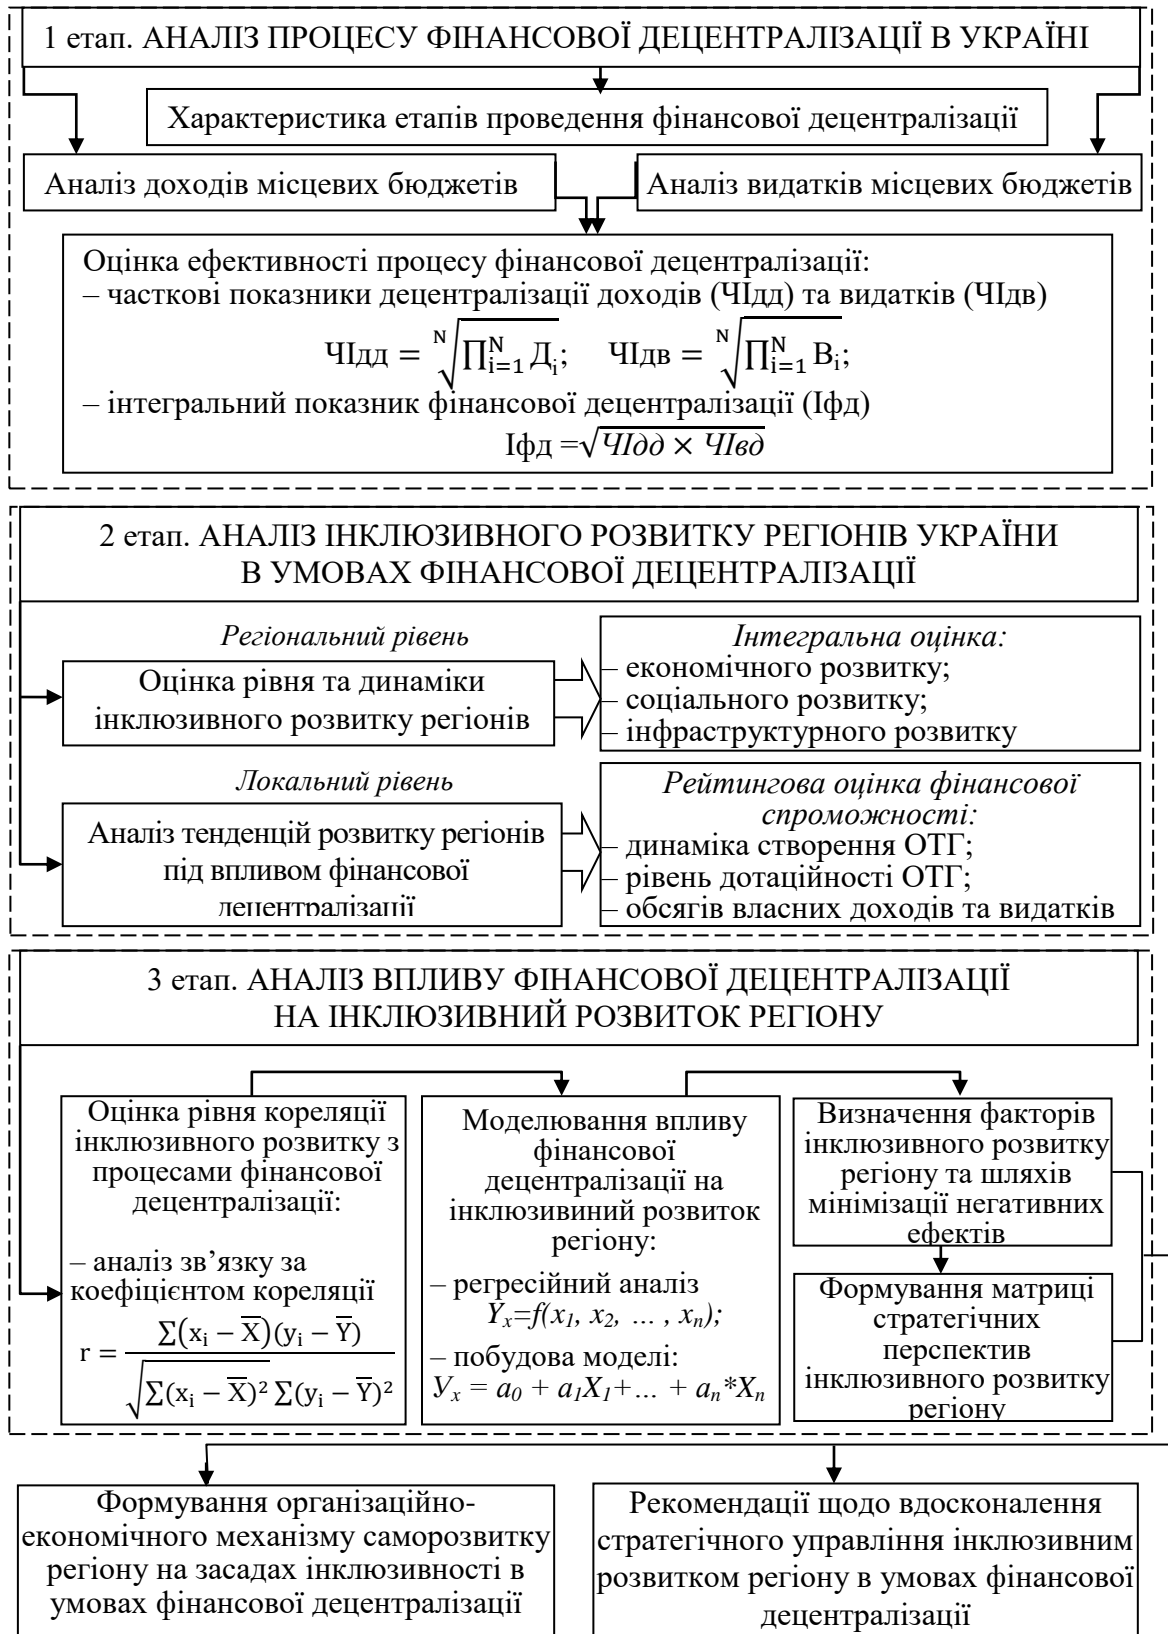 1 етап. АНАЛІЗ ПРОЦЕСУ ФІНАНСОВОЇ ДЕЦЕНТРАЛІЗАЦІЇ В УКРАЇНІ
Характеристика етапів проведення фінансової децентралізації
Аналіз доходів місцевих бюджетів
Аналіз видатків місцевих бюджетів
Оцінка ефективності процесу фінансової децентралізації:
– часткові показники децентралізації доходів (ЧІдд) та видатків (ЧІдв)
ЧІдд = ᴺ√(∏ᵢ₌₁ᴺ Дᵢ); ЧІдв = ᴺ√(∏ᵢ₌₁ᴺ Вᵢ);
– інтегральний показник фінансової децентралізації (Іфд)
Іфд =√(ЧІдд × ЧІвд)
2 етап. АНАЛІЗ ІНКЛЮЗИВНОГО РОЗВИТКУ РЕГІОНІВ УКРАЇНИ
В УМОВАХ ФІНАНСОВОЇ ДЕЦЕНТРАЛІЗАЦІЇ
Регіональний рівень
Оцінка рівня та динаміки
інклюзивного розвитку регіонів
Інтегральна оцінка:
– економічного розвитку;
– соціального розвитку;
– інфраструктурного розвитку
Локальний рівень
Аналіз тенденцій розвитку регіонів
під впливом фінансової
децентралізації
Рейтингова оцінка фінансової
спроможності:
– динаміка створення ОТГ;
– рівень дотаційності ОТГ;
– обсягів власних доходів та видатків
3 етап. АНАЛІЗ ВПЛИВУ ФІНАНСОВОЇ ДЕЦЕНТРАЛІЗАЦІЇ
НА ІНКЛЮЗИВНИЙ РОЗВИТОК РЕГІОНУ
Оцінка рівня кореляції
інклюзивного розвитку з
процесами фінансової
децентралізації:
– аналіз зв’язку за
коефіцієнтом кореляції
r = ∑(xᵢ − X̅)(yᵢ − Y̅) / √(∑(xᵢ − X̅)² ∑(yᵢ − Y̅)²)
Моделювання впливу
фінансової
децентралізації на
інклюзивиний розвиток
регіону:
– регресійний аналіз
Yₓ=f(x₁, x₂, … , xₙ);
– побудова моделі:
Уₓ = a₀ + a₁X₁+… + aₙ*Xₙ
Визначення факторів
інклюзивного розвитку
регіону та шляхів
мінімізації негативних
ефектів
Формування матриці
стратегічних
перспектив
інклюзивного розвитку
регіону
Формування організаційно-
економічного механізму саморозвитку
регіону на засадах інклюзивності в
умовах фінансової децентралізації
Рекомендації щодо вдосконалення
стратегічного управління інклюзивним
розвитком регіону в умовах фінансової
децентралізації